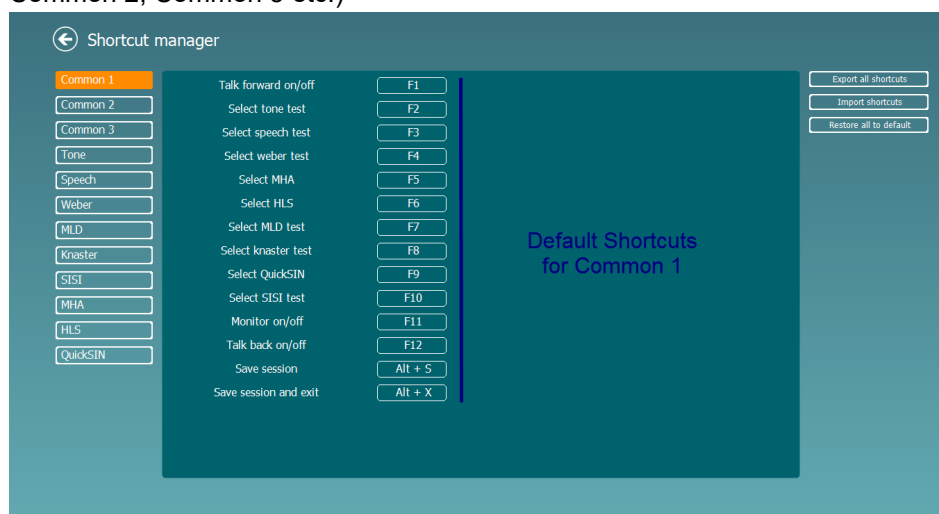 Shortcut manager
Common 1
Common 2
Common 3
Tone
Speech
Weber
MLD
Knaster
SISI
MHA
HLS
QuickSIN
Talk forward on/off F1
Select tone test F2
Select speech test F3
Select weber test F4
Select MHA F5
Select HLS F6
Select MLD test F7
Select knaster test F8
Select QuickSIN F9
Select SISI test F10
Monitor on/off F11
Talk back on/off F12
Save session Alt + S
Save session and exit Alt + X
Default Shortcuts
for Common 1
Export all shortcuts
Import shortcuts
Restore all to default